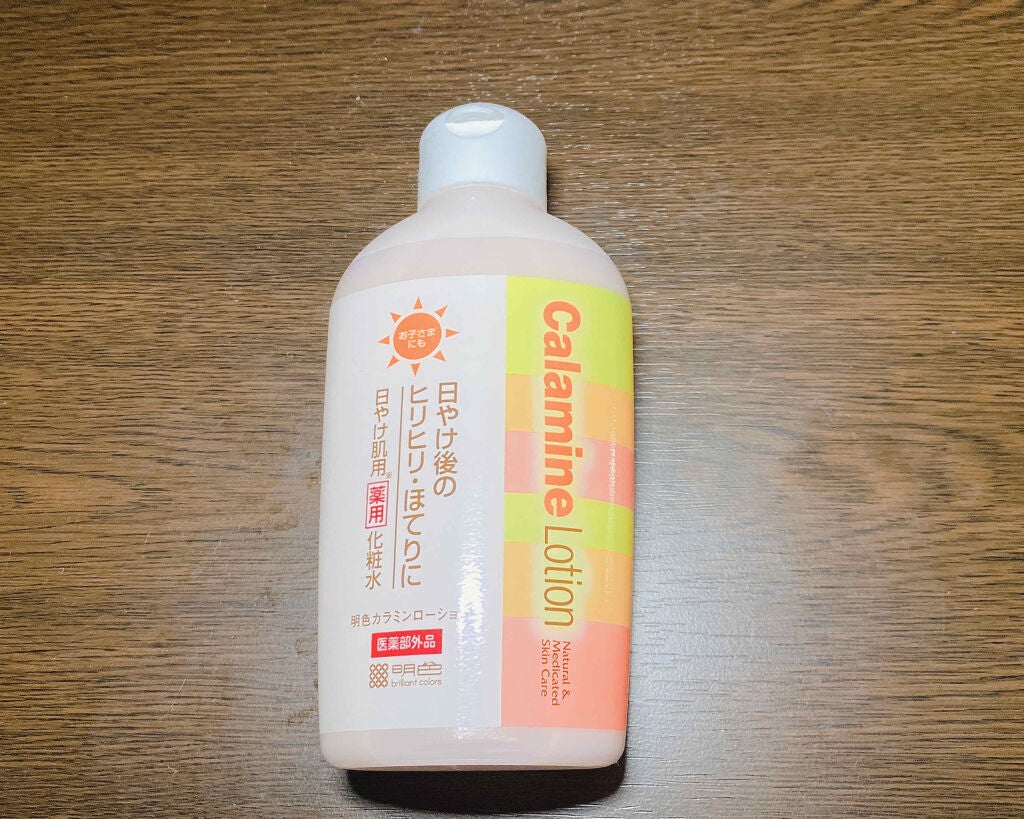 お子さま
にも
日やけ後の
ヒリヒリ・ほてりに
日やけ肌用※薬用 化粧水
明色カラミンローショ
医薬部外品
明色
brilliant colors
Calamine Lotion
Natural &
Medicated
Skin Care